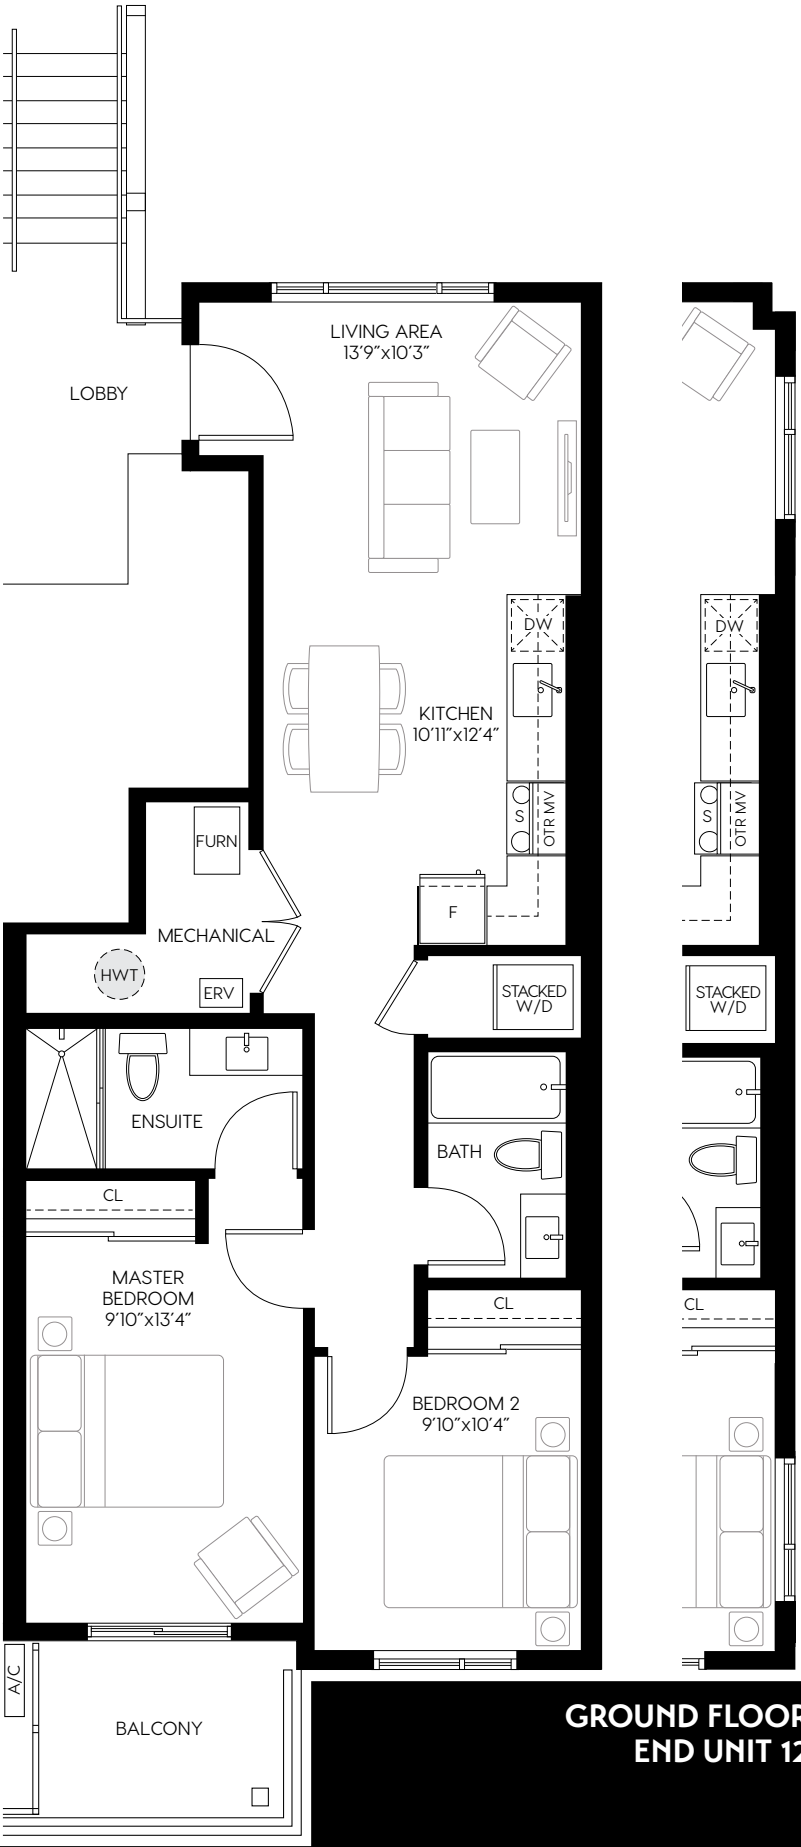 LIVING AREA
13'9"x10'3"
LOBBY
DW
DW
KITCHEN
10'11"x12'4"
S
OTR MV
S
OTR MV
FURN
F
MECHANICAL
HWT
ERV
STACKED
W/D
STACKED
W/D
ENSUITE
BATH
CL
MASTER
BEDROOM
9'10"x13'4"
CL
CL
BEDROOM 2
9'10"x10'4"
A/C
BALCONY
GROUND FLOOR
END UNIT 12